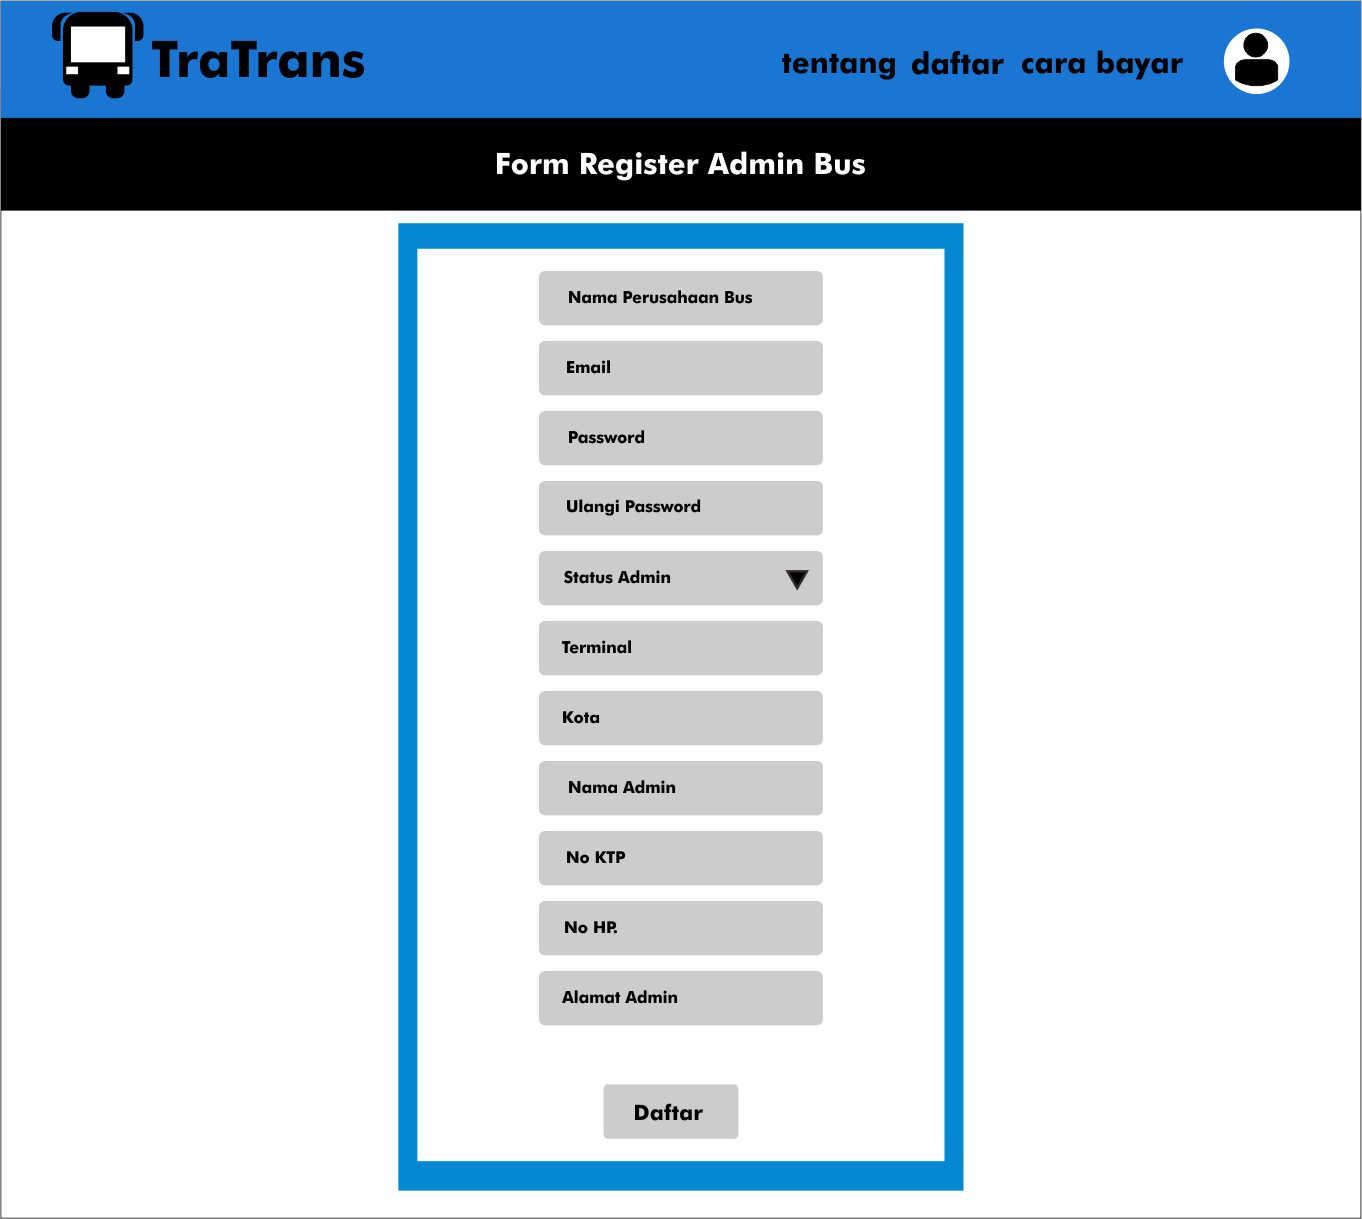 TraTrans
tentang daftar cara bayar
Form Register Admin Bus
Nama Perusahaan Bus
Email
Password
Ulangi Password
Status Admin
Terminal
Kota
Nama Admin
No KTP
No HP.
Alamat Admin
Daftar